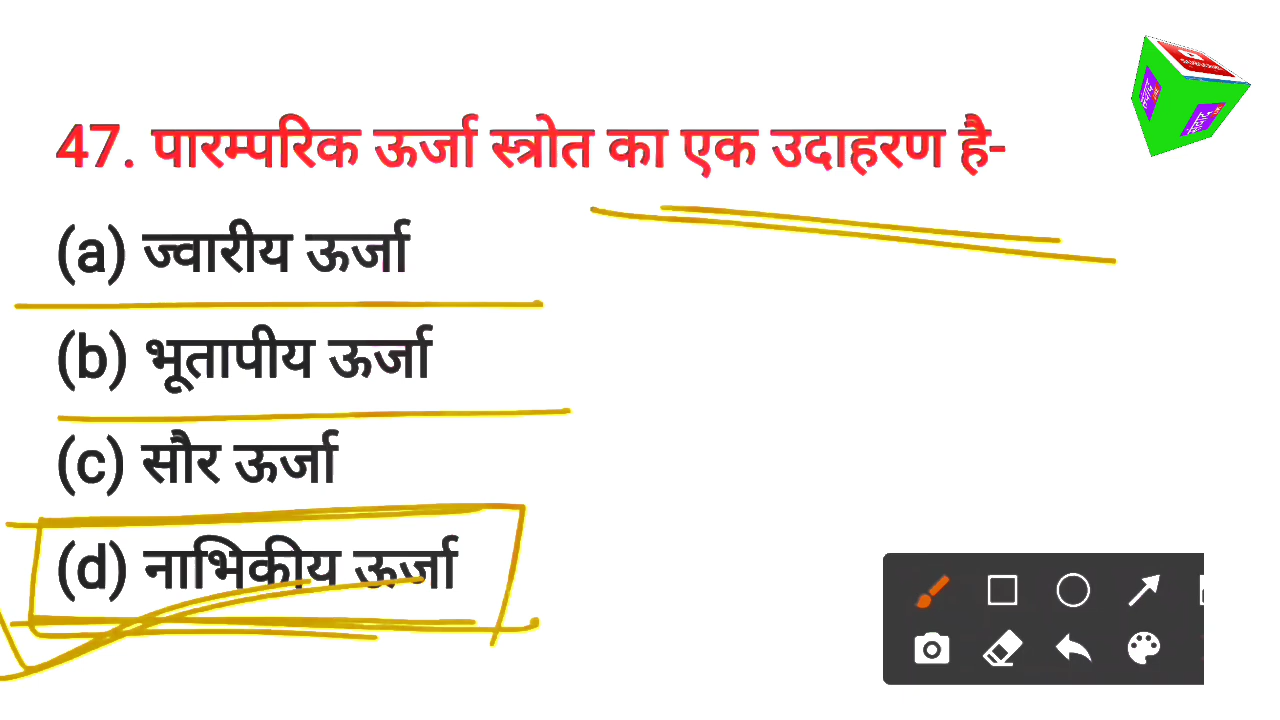 47. पारम्परिक ऊर्जा स्त्रोत का एक उदाहरण है-
(a) ज्वारीय ऊर्जा
(b) भूतापीय ऊर्जा
(c) सौर ऊर्जा
(d) नाभिकीय ऊर्जा